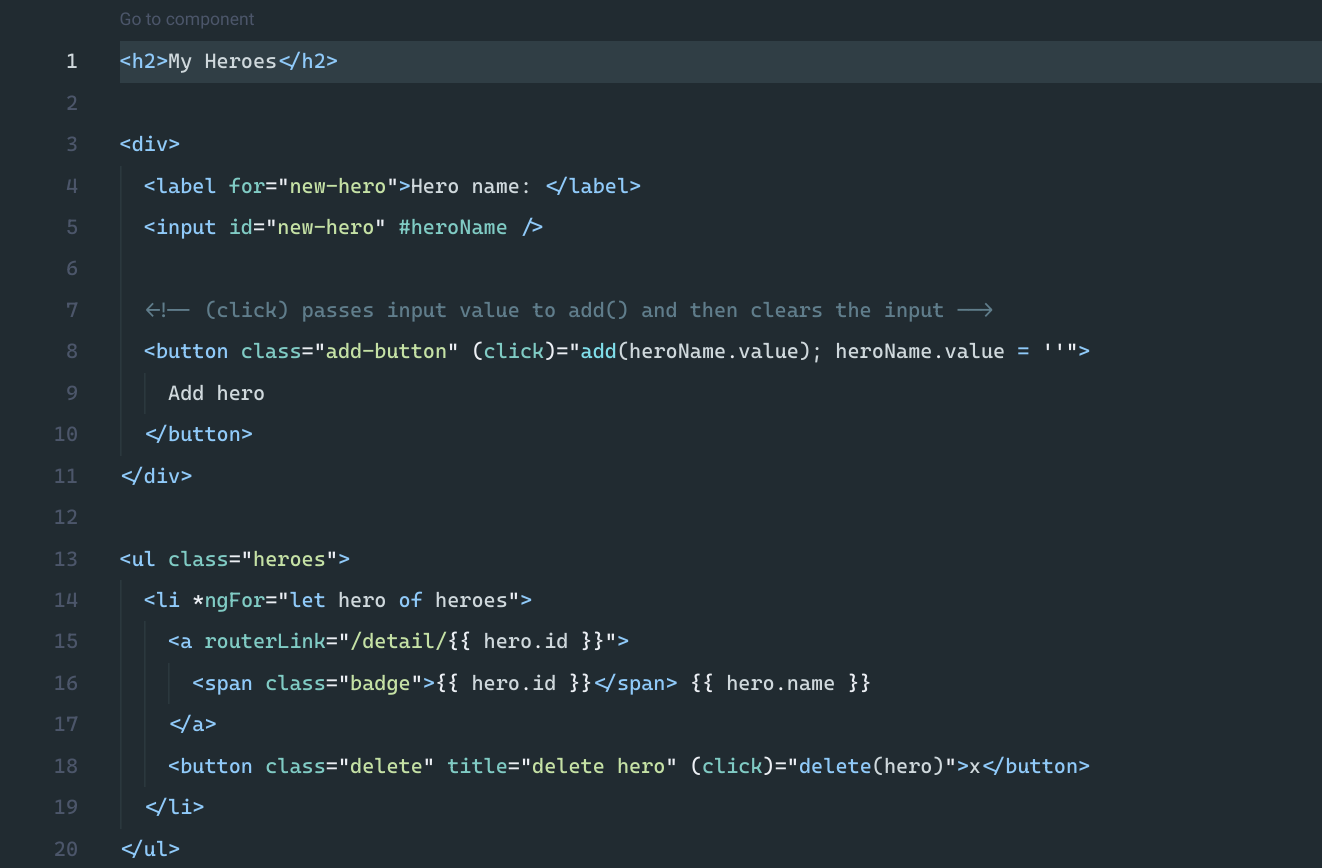 Go to component
1 <h2>My Heroes</h2>
2
3 <div>
4   <label for="new-hero">Hero name: </label>
5   <input id="new-hero" #heroName />
6
7   <!-- (click) passes input value to add() and then clears the input -->
8   <button class="add-button" (click)="add(heroName.value); heroName.value = ''">
9     Add hero
10   </button>
11 </div>
12
13 <ul class="heroes">
14   <li *ngFor="let hero of heroes">
15     <a routerLink="/detail/{{ hero.id }}">
16       <span class="badge">{{ hero.id }}</span> {{ hero.name }}
17     </a>
18     <button class="delete" title="delete hero" (click)="delete(hero)">x</button>
19   </li>
20 </ul>